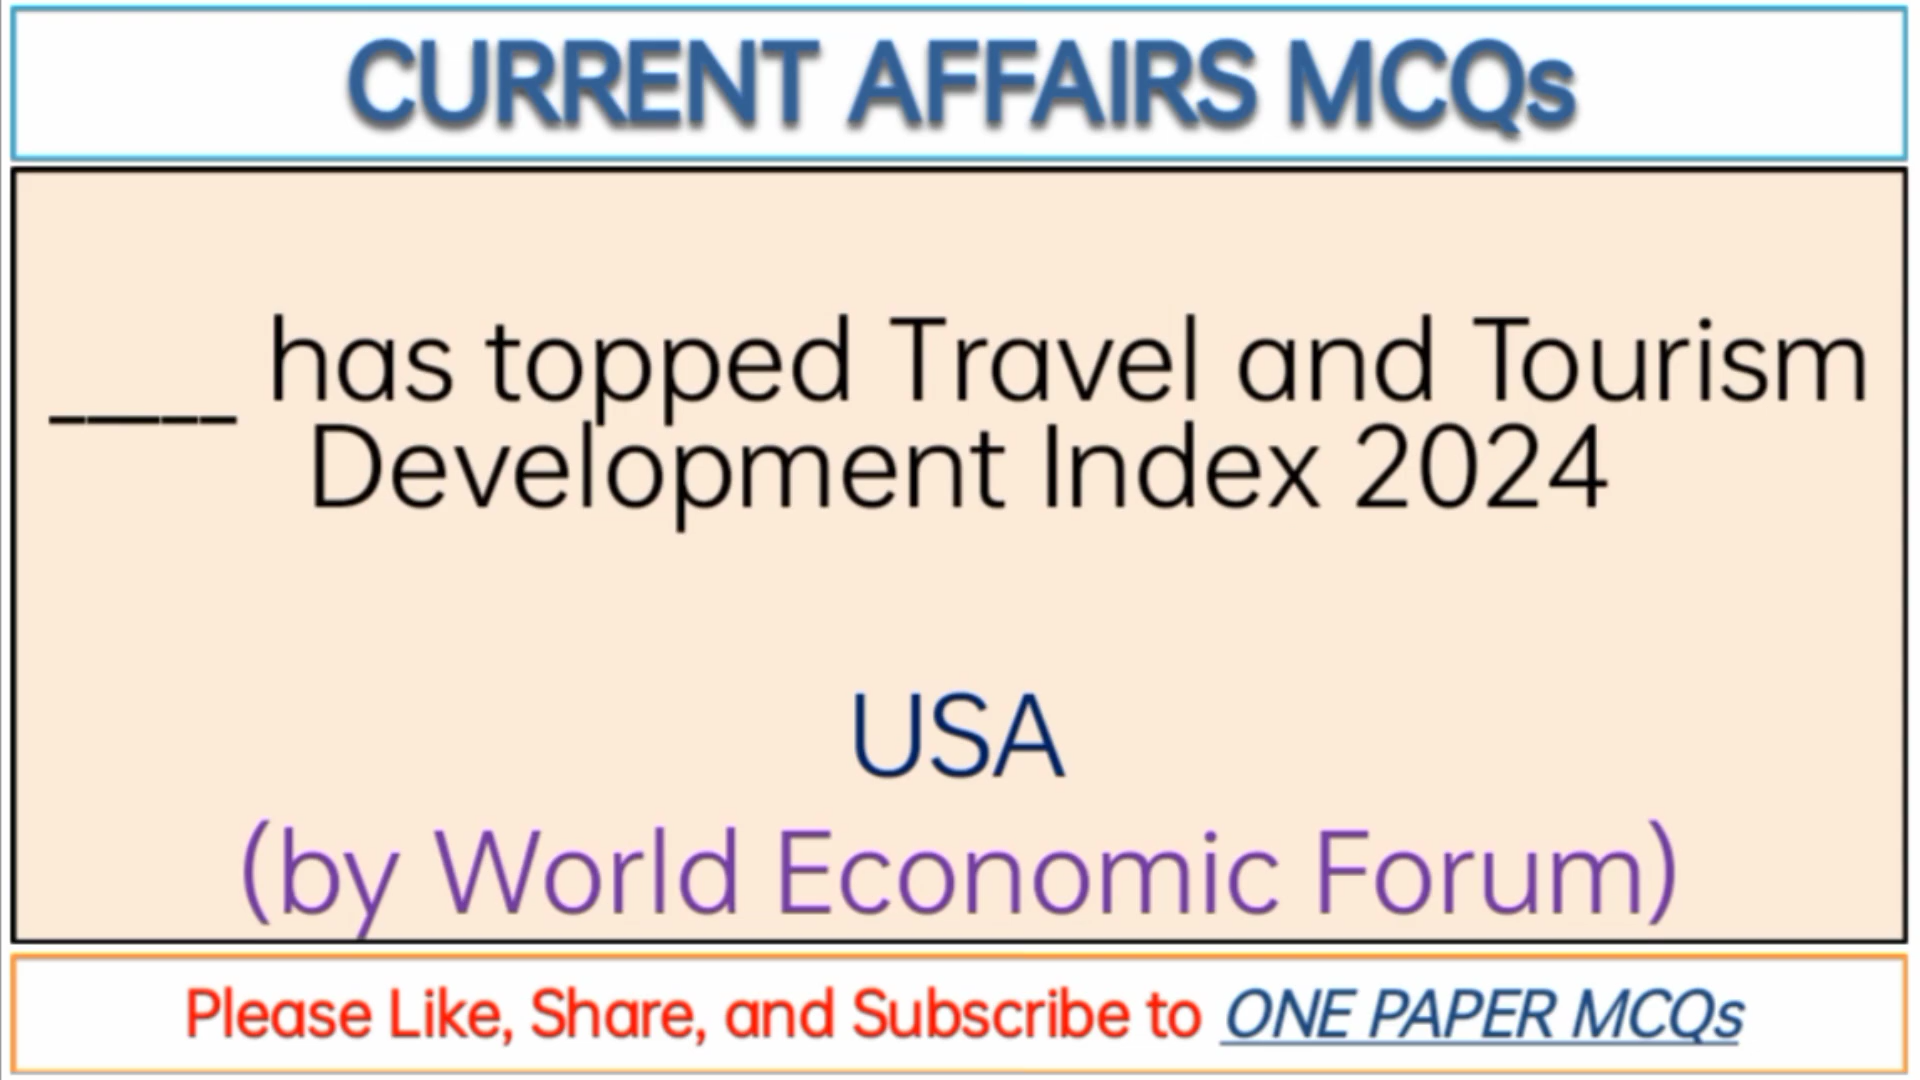 CURRENT AFFAIRS MCQs
____ has topped Travel and Tourism
Development Index 2024
USA
(by World Economic Forum)
Please Like, Share, and Subscribe to ONE PAPER MCQs